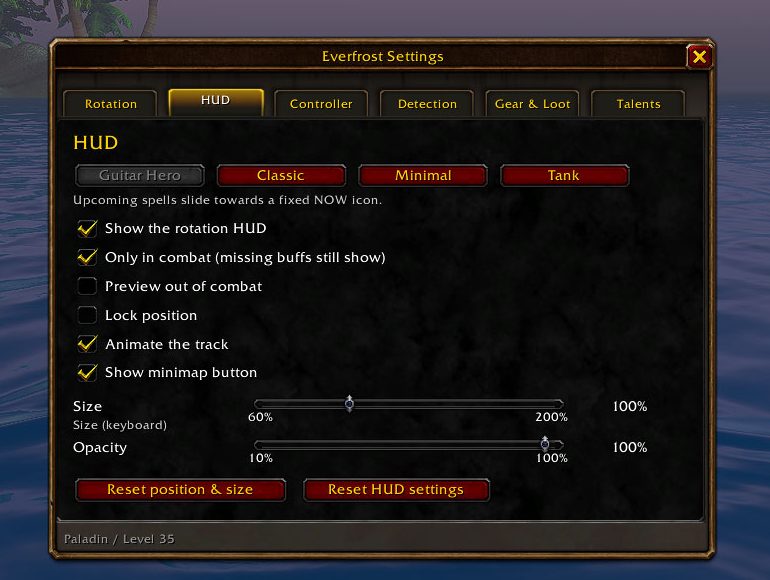 Everfrost Settings
Rotation HUD Controller Detection Gear & Loot Talents
HUD
Guitar Hero Classic Minimal Tank
Upcoming spells slide towards a fixed NOW icon.
Show the rotation HUD
Only in combat (missing buffs still show)
Preview out of combat
Lock position
Animate the track
Show minimap button
Size 100%
60% 200%
Size (keyboard)
Opacity 100%
10% 100%
Reset position & size Reset HUD settings
Paladin / Level 35